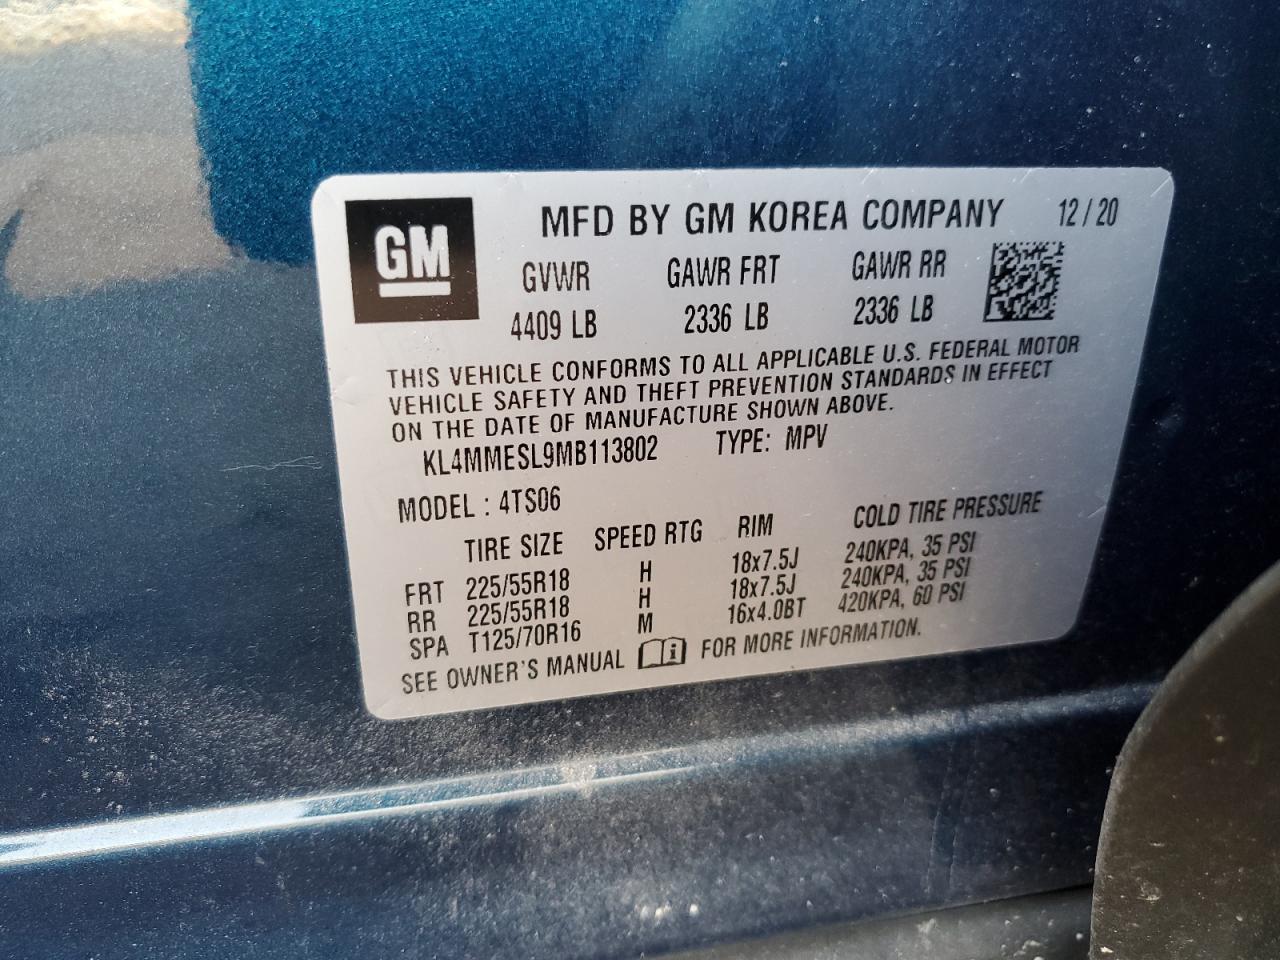 GM
MFD BY GM KOREA COMPANY 12/20
GVWR GAWR FRT GAWR RR
4409 LB 2336 LB 2336 LB
THIS VEHICLE CONFORMS TO ALL APPLICABLE U.S. FEDERAL MOTOR
VEHICLE SAFETY AND THEFT PREVENTION STANDARDS IN EFFECT
ON THE DATE OF MANUFACTURE SHOWN ABOVE.
KL4MMESL9MB113802 TYPE: MPV
MODEL : 4TS06
TIRE SIZE SPEED RTG RIM COLD TIRE PRESSURE
FRT 225/55R18 H 18x7.5J 240KPA, 35 PSI
RR 225/55R18 H 18x7.5J 240KPA, 35 PSI
SPA T125/70R16 M 16x4.0BT 420KPA, 60 PSI
SEE OWNER'S MANUAL i FOR MORE INFORMATION.